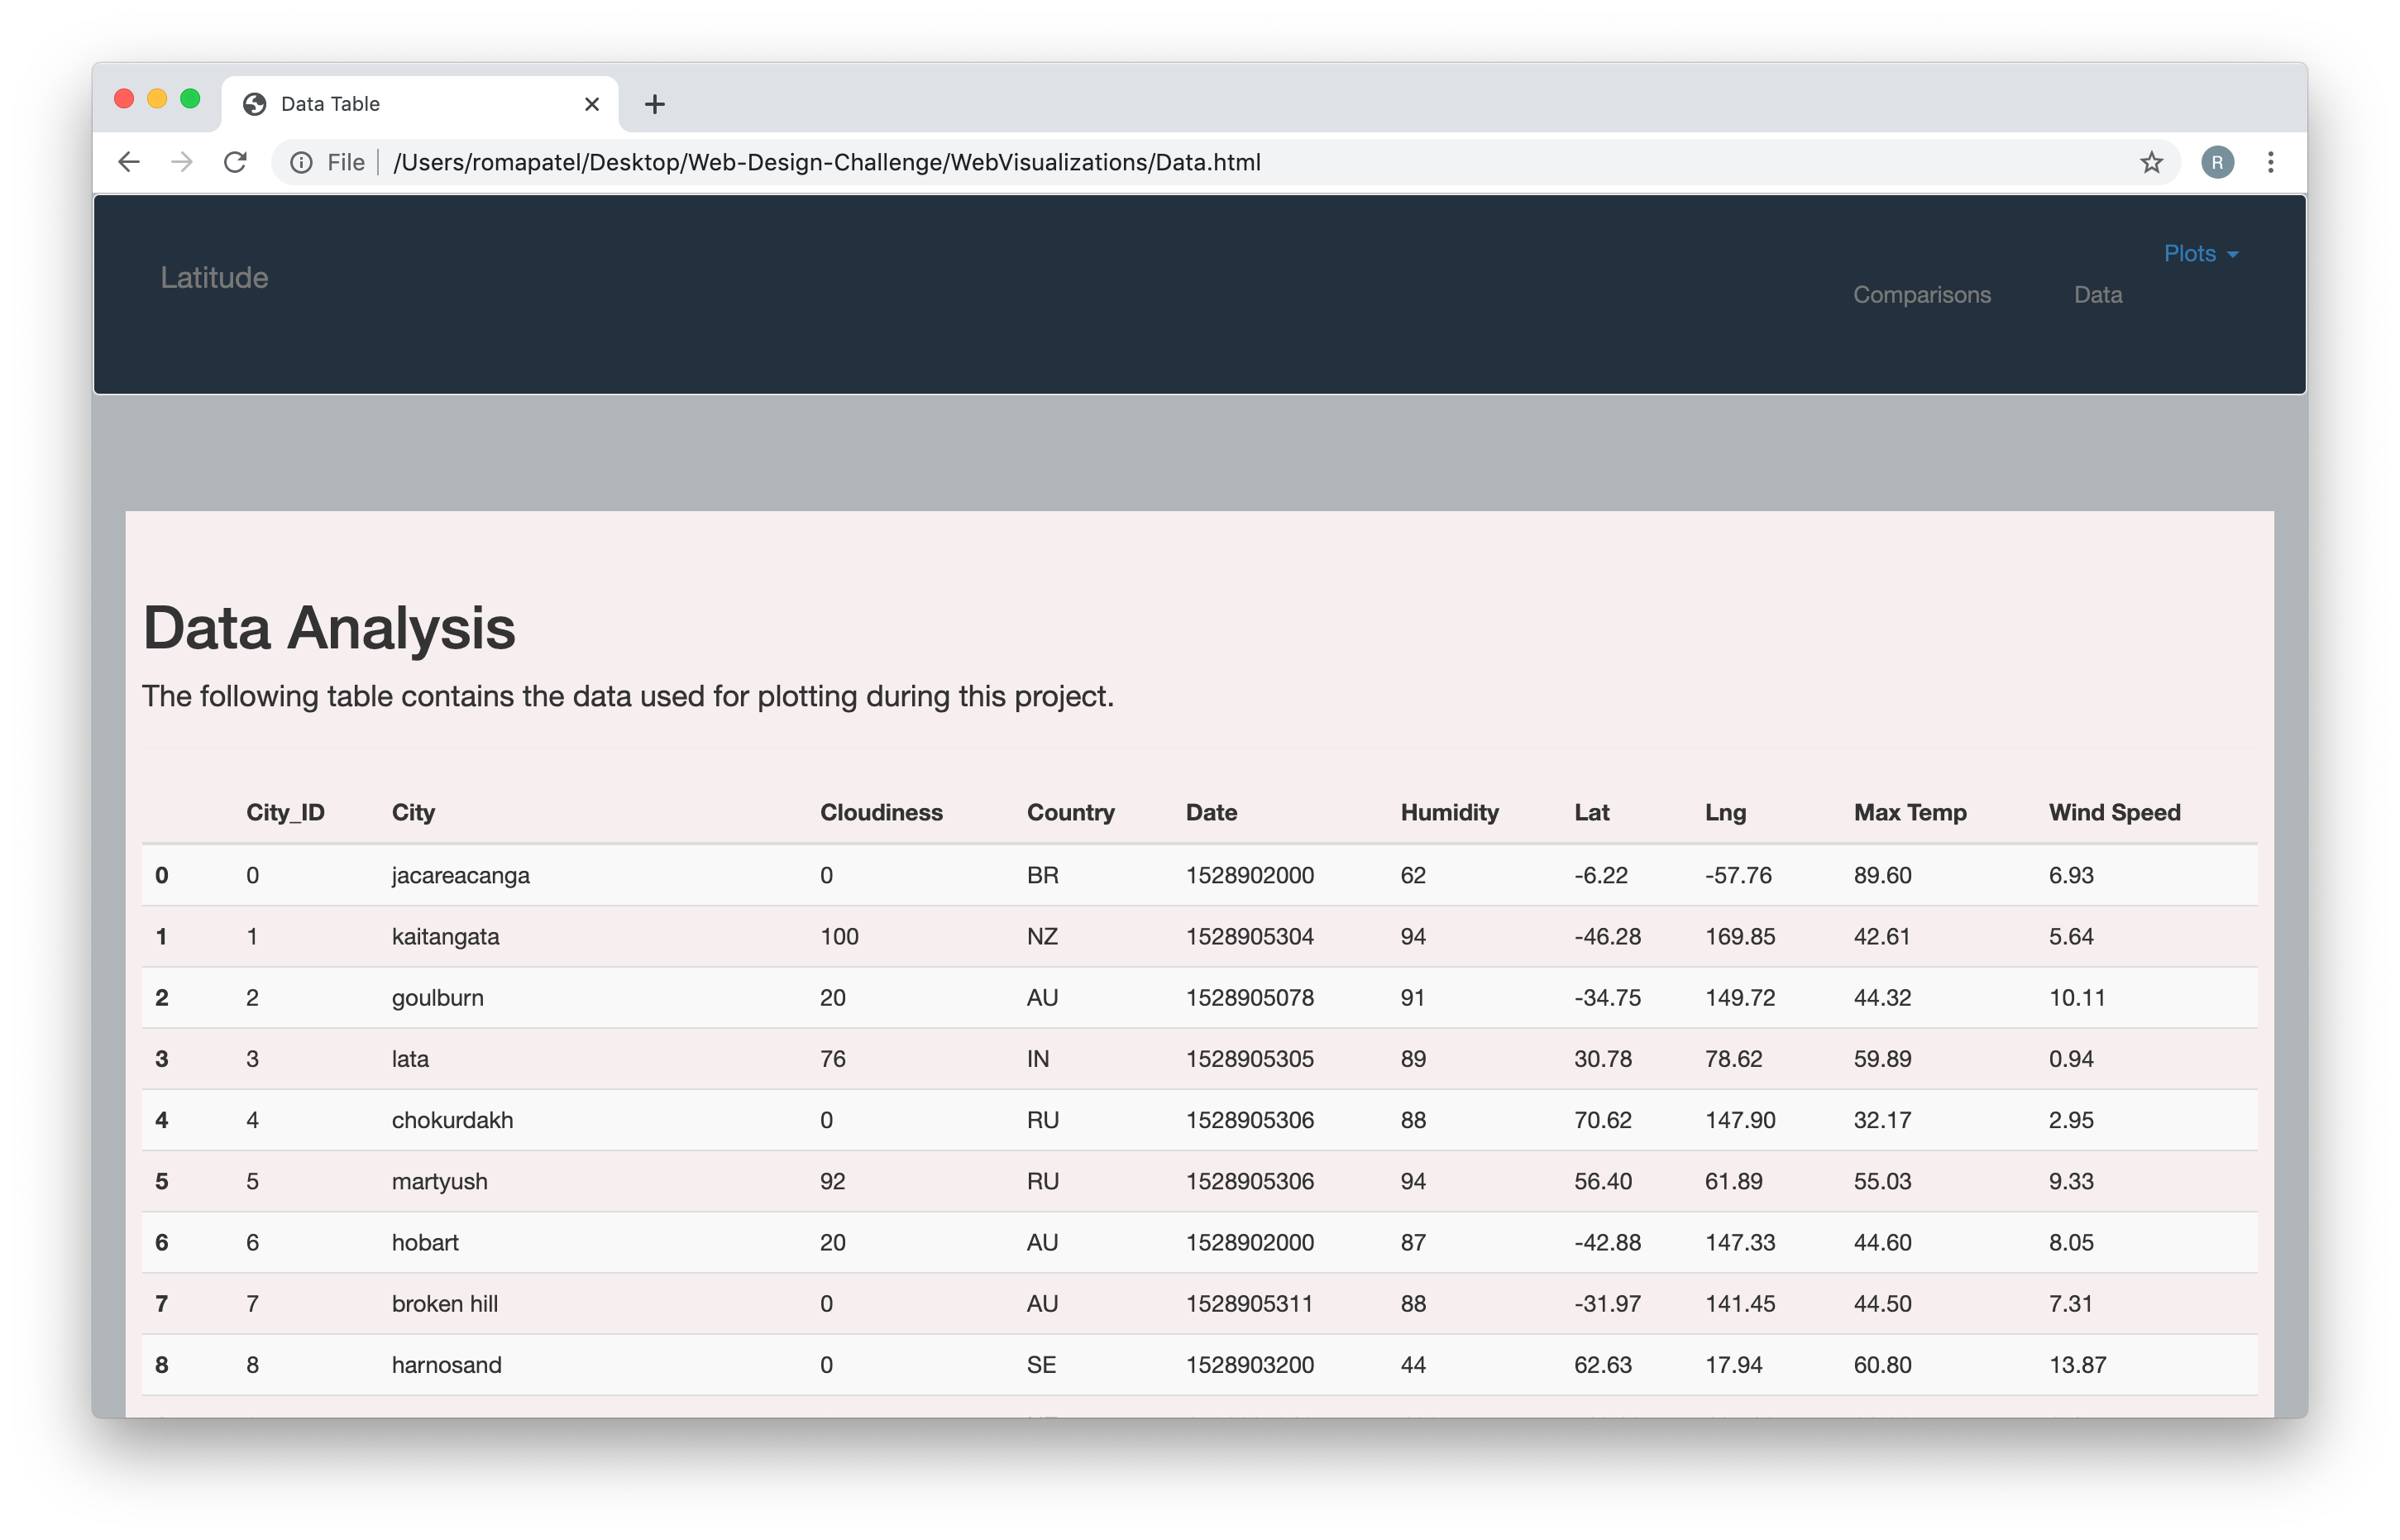 Data Table
File /Users/romapatel/Desktop/Web-Design-Challenge/WebVisualizations/Data.html
R
Latitude
Plots
Comparisons Data
Data Analysis
The following table contains the data used for plotting during this project.
City_ID City Cloudiness Country Date Humidity Lat Lng Max Temp Wind Speed
0 0 jacareacanga 0 BR 1528902000 62 -6.22 -57.76 89.60 6.93
1 1 kaitangata 100 NZ 1528905304 94 -46.28 169.85 42.61 5.64
2 2 goulburn 20 AU 1528905078 91 -34.75 149.72 44.32 10.11
3 3 lata 76 IN 1528905305 89 30.78 78.62 59.89 0.94
4 4 chokurdakh 0 RU 1528905306 88 70.62 147.90 32.17 2.95
5 5 martyush 92 RU 1528905306 94 56.40 61.89 55.03 9.33
6 6 hobart 20 AU 1528902000 87 -42.88 147.33 44.60 8.05
7 7 broken hill 0 AU 1528905311 88 -31.97 141.45 44.50 7.31
8 8 harnosand 0 SE 1528903200 44 62.63 17.94 60.80 13.87